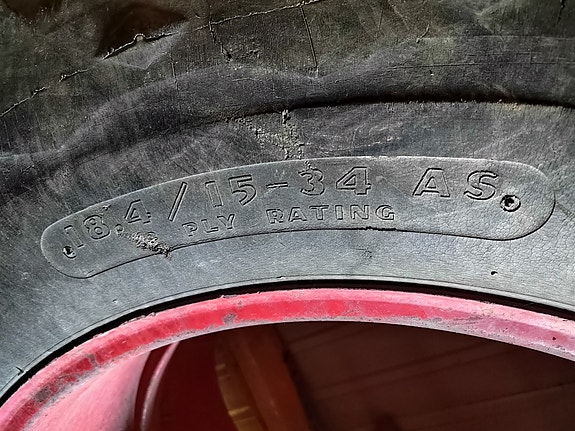 18.4/15-34 AS
PLY RATING